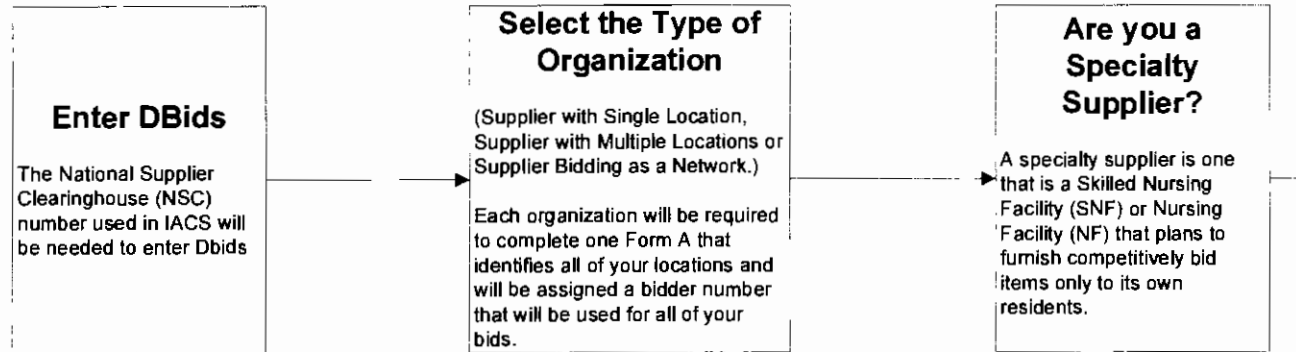 Enter DBids
The National Supplier
Clearinghouse (NSC)
number used in IACS will
be needed to enter Dbids
Select the Type of
Organization
(Supplier with Single Location,
Supplier with Multiple Locations or
Supplier Bidding as a Network.)
Each organization will be required
to complete one Form A that
identifies all of your locations and
will be assigned a bidder number
that will be used for all of your
bids.
Are you a
Specialty
Supplier?
A specialty supplier is one
that is a Skilled Nursing
Facility (SNF) or Nursing
Facility (NF) that plans to
furnish competitively bid
items only to its own
residents.